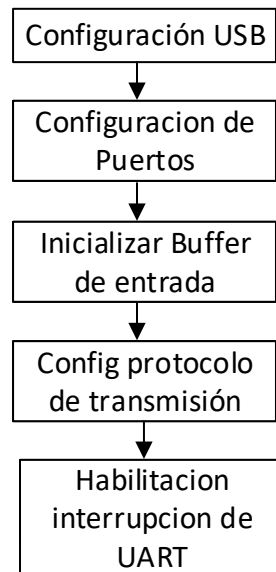 Configuración USB
Configuracion de
Puertos
Inicializar Buffer
de entrada
Config protocolo
de transmisión
Habilitacion
interrupcion de
UART